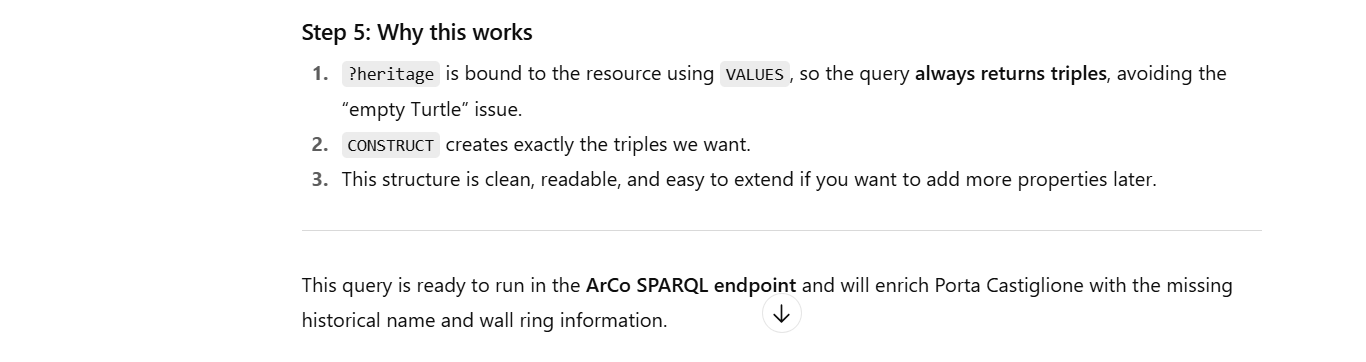 Step 5: Why this works
1. ?heritage is bound to the resource using VALUES, so the query always returns triples, avoiding the
“empty Turtle” issue.
2. CONSTRUCT creates exactly the triples we want.
3. This structure is clean, readable, and easy to extend if you want to add more properties later.
This query is ready to run in the ArCo SPARQL endpoint and will enrich Porta Castiglione with the missing
historical name and wall ring information.